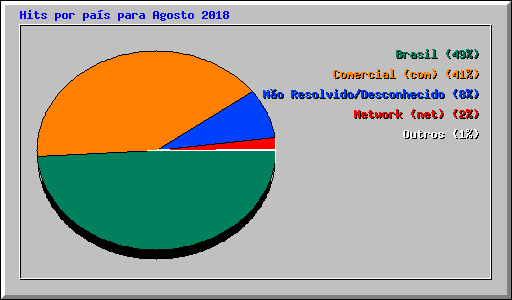 Hits por país para Agosto 2018
Brasil (49%)
Comercial (com) (41%)
Não Resolvido/Desconhecido (8%)
Network (net) (2%)
Outros (1%)